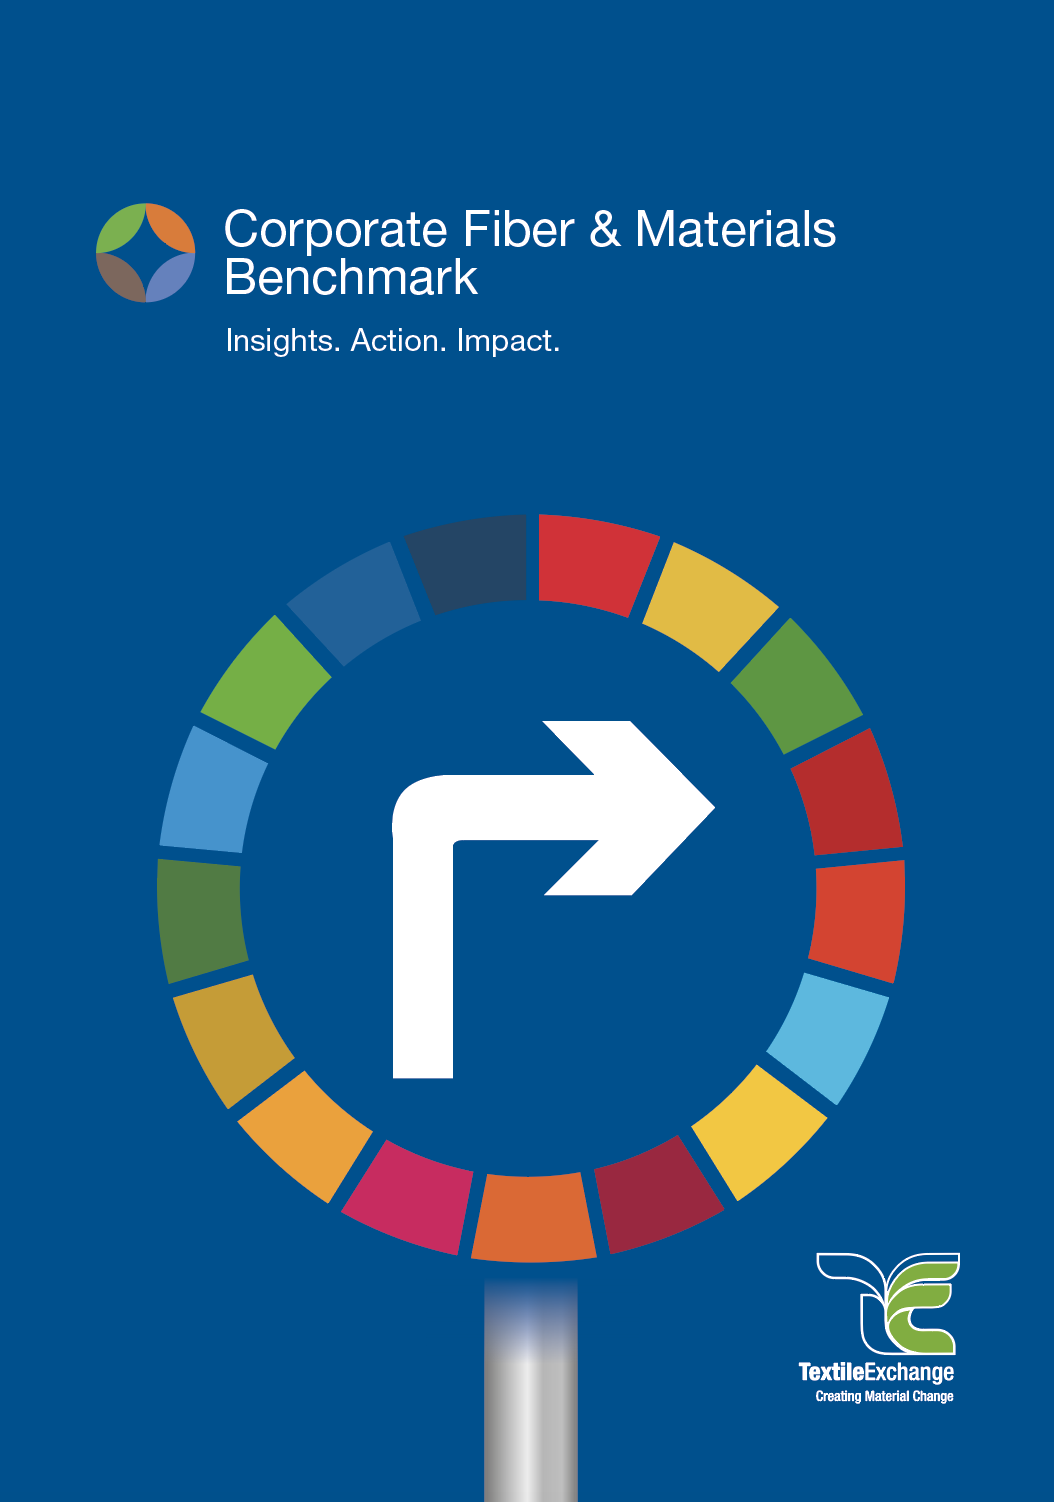 Corporate Fiber & Materials
Benchmark
Insights. Action. Impact.
TextileExchange
Creating Material Change